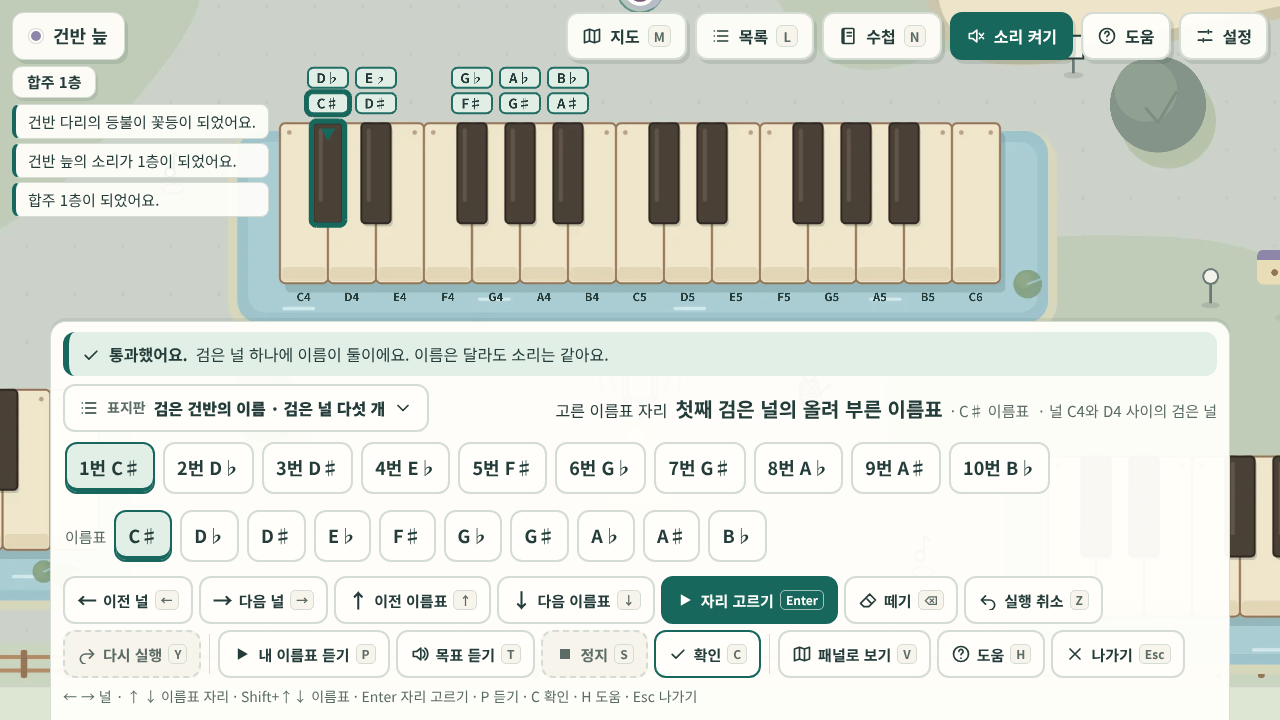 건반 늪
지도 M
목록 L
수첩 N
소리 켜기
도움
설정
합주 1층
건반 다리의 등불이 꽃등이 되었어요.
건반 늪의 소리가 1층이 되었어요.
합주 1층이 되었어요.
D♭ E♭ G♭ A♭ B♭
C♯ D♯ F♯ G♯ A♯
C4 D4 E4 F4 G4 A4 B4 C5 D5 E5 F5 G5 A5 B5 C6
통과했어요. 검은 널 하나에 이름이 둘이에요. 이름은 달라도 소리는 같아요.
표지판 검은 건반의 이름 · 검은 널 다섯 개
고른 이름표 자리 첫째 검은 널의 올려 부른 이름표 · C♯ 이름표 · 널 C4와 D4 사이의 검은 널
1번 C♯ 2번 D♭ 3번 D♯ 4번 E♭ 5번 F♯ 6번 G♭ 7번 G♯ 8번 A♭ 9번 A♯ 10번 B♭
이름표 C♯ D♭ D♯ E♭ F♯ G♭ G♯ A♭ A♯ B♭
← 이전 널 ← → 다음 널 → ↑ 이전 이름표 ↑ ↓ 다음 이름표 ↓ 자리 고르기 Enter 떼기 ⌫ 실행 취소 Z
다시 실행 Y 내 이름표 듣기 P 목표 듣기 T 정지 S 확인 C 패널로 보기 V 도움 H 나가기 Esc
← → 널 · ↑ ↓ 이름표 자리 · Shift+↑ ↓ 이름표 · Enter 자리 고르기 · P 듣기 · C 확인 · H 도움 · Esc 나가기